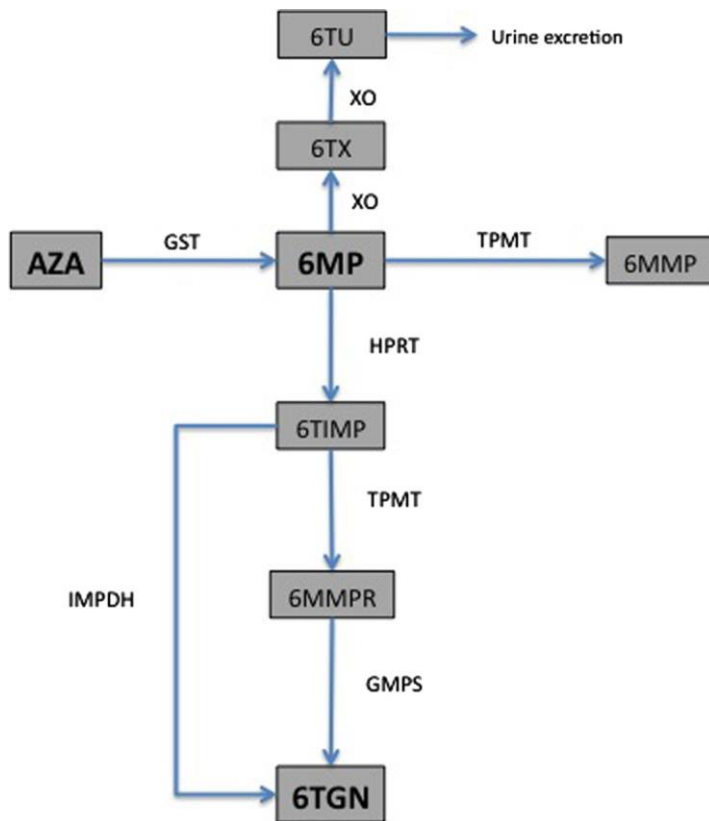 6TU
Urine excretion
XO
6TX
XO
AZA
GST
6MP
TPMT
6MMP
HPRT
6TIMP
TPMT
IMPDH
6MMPR
GMPS
6TGN